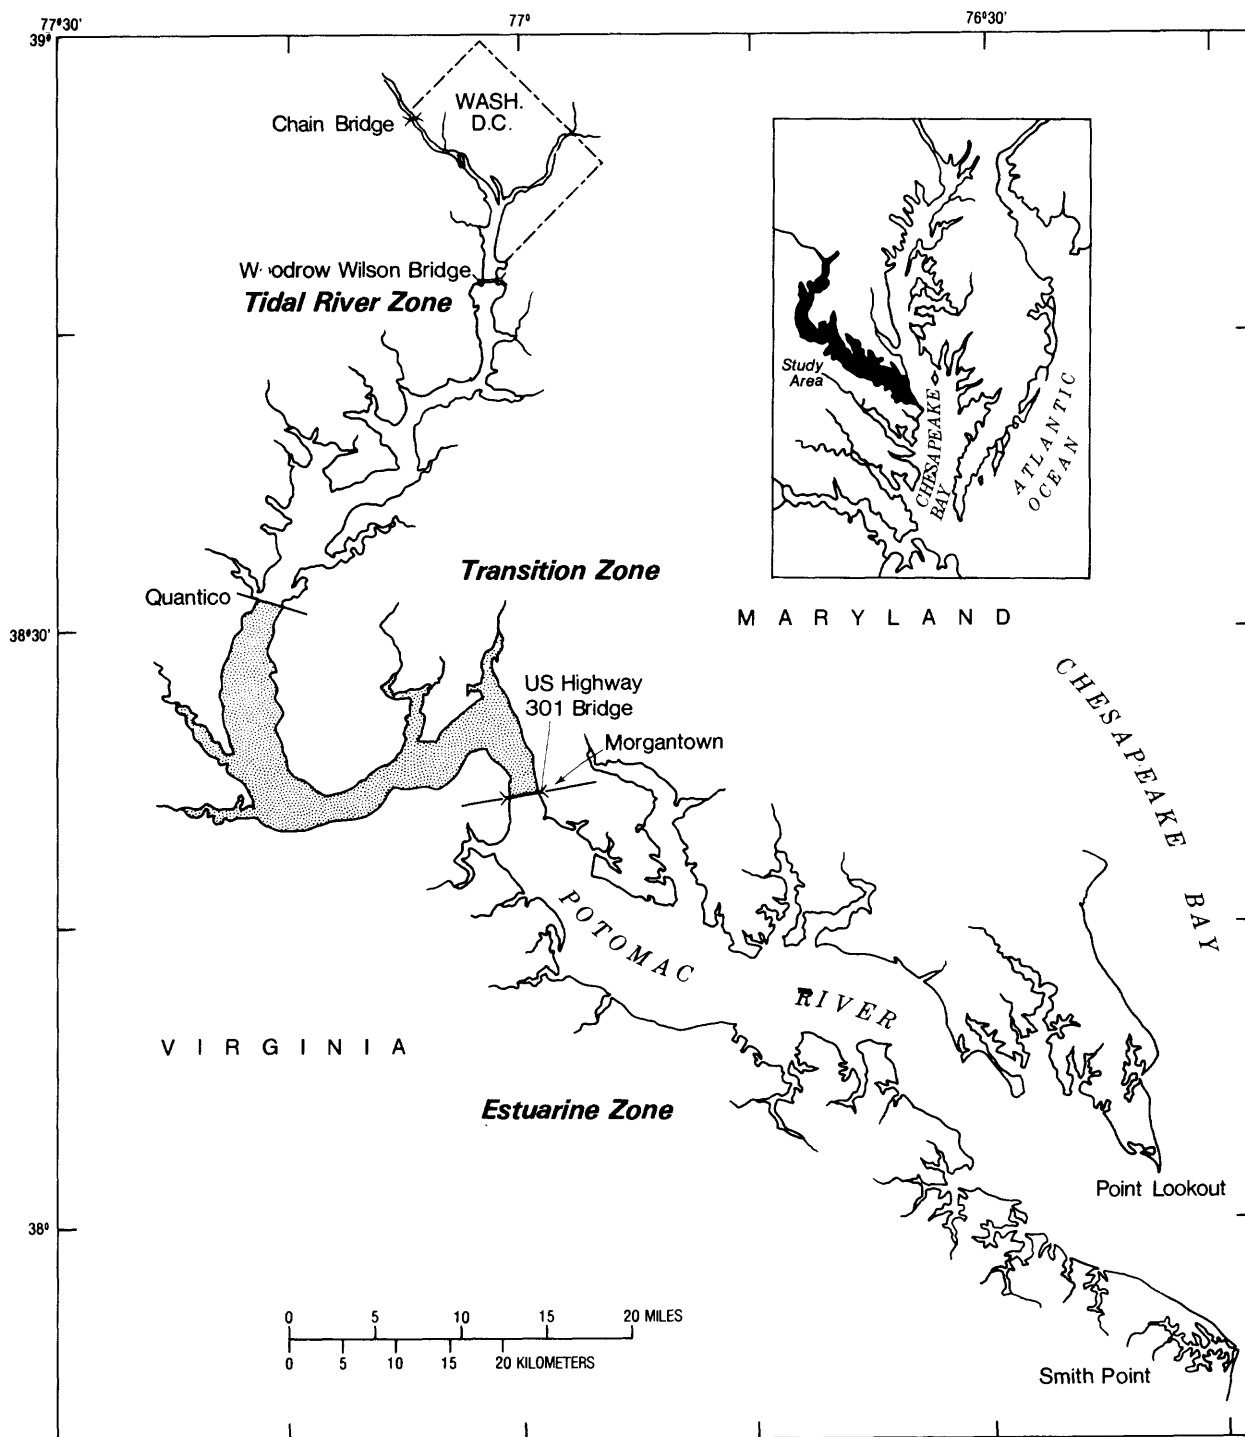 77°30'
77°
76°30'
39°
WASH.
D.C.
Chain Bridge
Woodrow Wilson Bridge
Tidal River Zone
Study
Area
CHESAPEAKE
BAY
ATLANTIC
OCEAN
Transition Zone
Quantico
MARYLAND
38°30'
US Highway
301 Bridge
Morgantown
CHESAPEAKE BAY
POTOMAC RIVER
VIRGINIA
Estuarine Zone
Point Lookout
38°
0 5 10 15 20 MILES
0 5 10 15 20 KILOMETERS
Smith Point